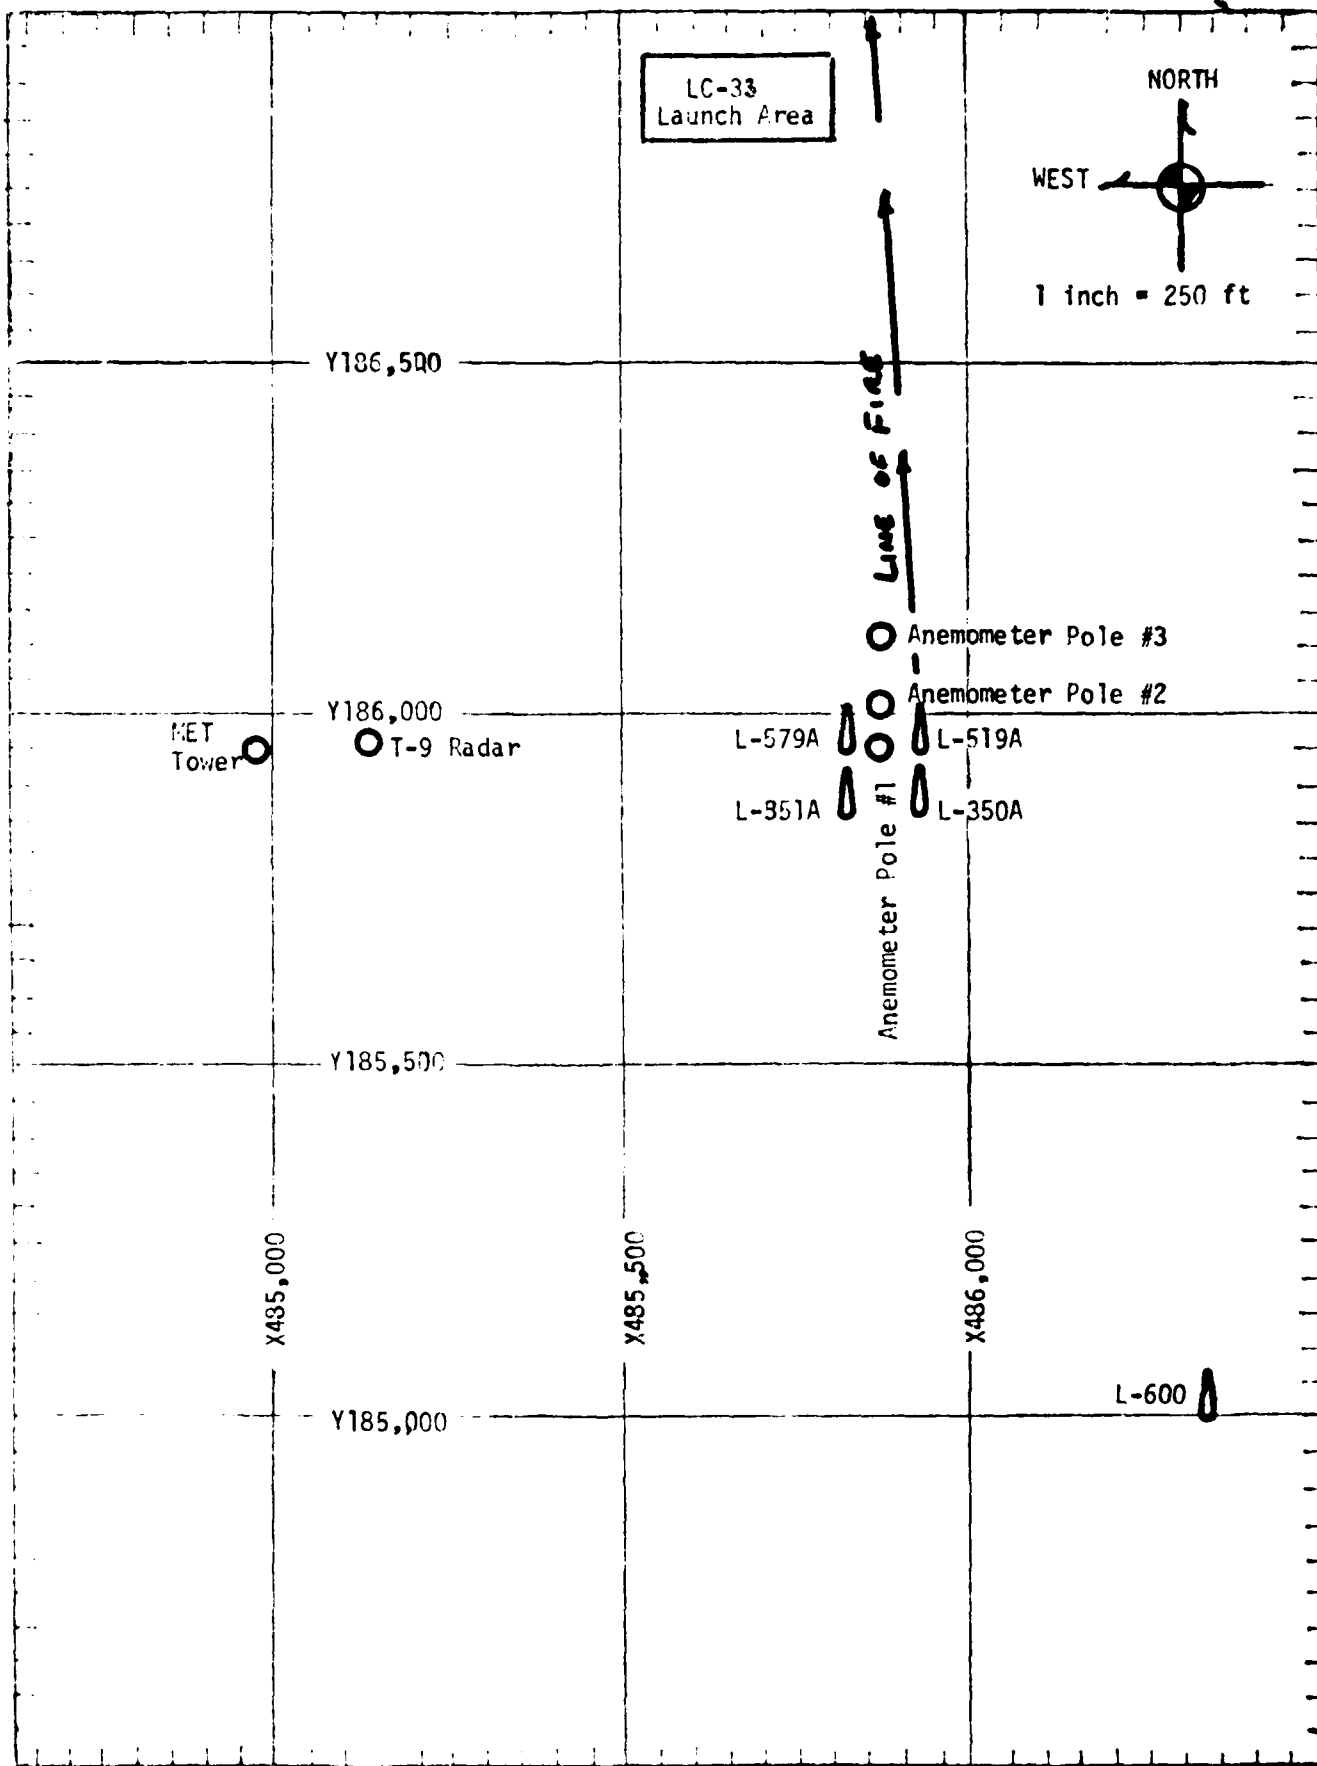 LC-33
Launch Area
NORTH
WEST
1 inch = 250 ft
Y186,500
LINE OF FIRE
Anemometer Pole #3
Anemometer Pole #2
Y186,000
MET
Tower
T-9 Radar
L-579A
L-519A
L-351A
L-350A
Anemometer Pole #1
Y185,500
X485,000
X485,500
X486,000
L-600
Y185,000